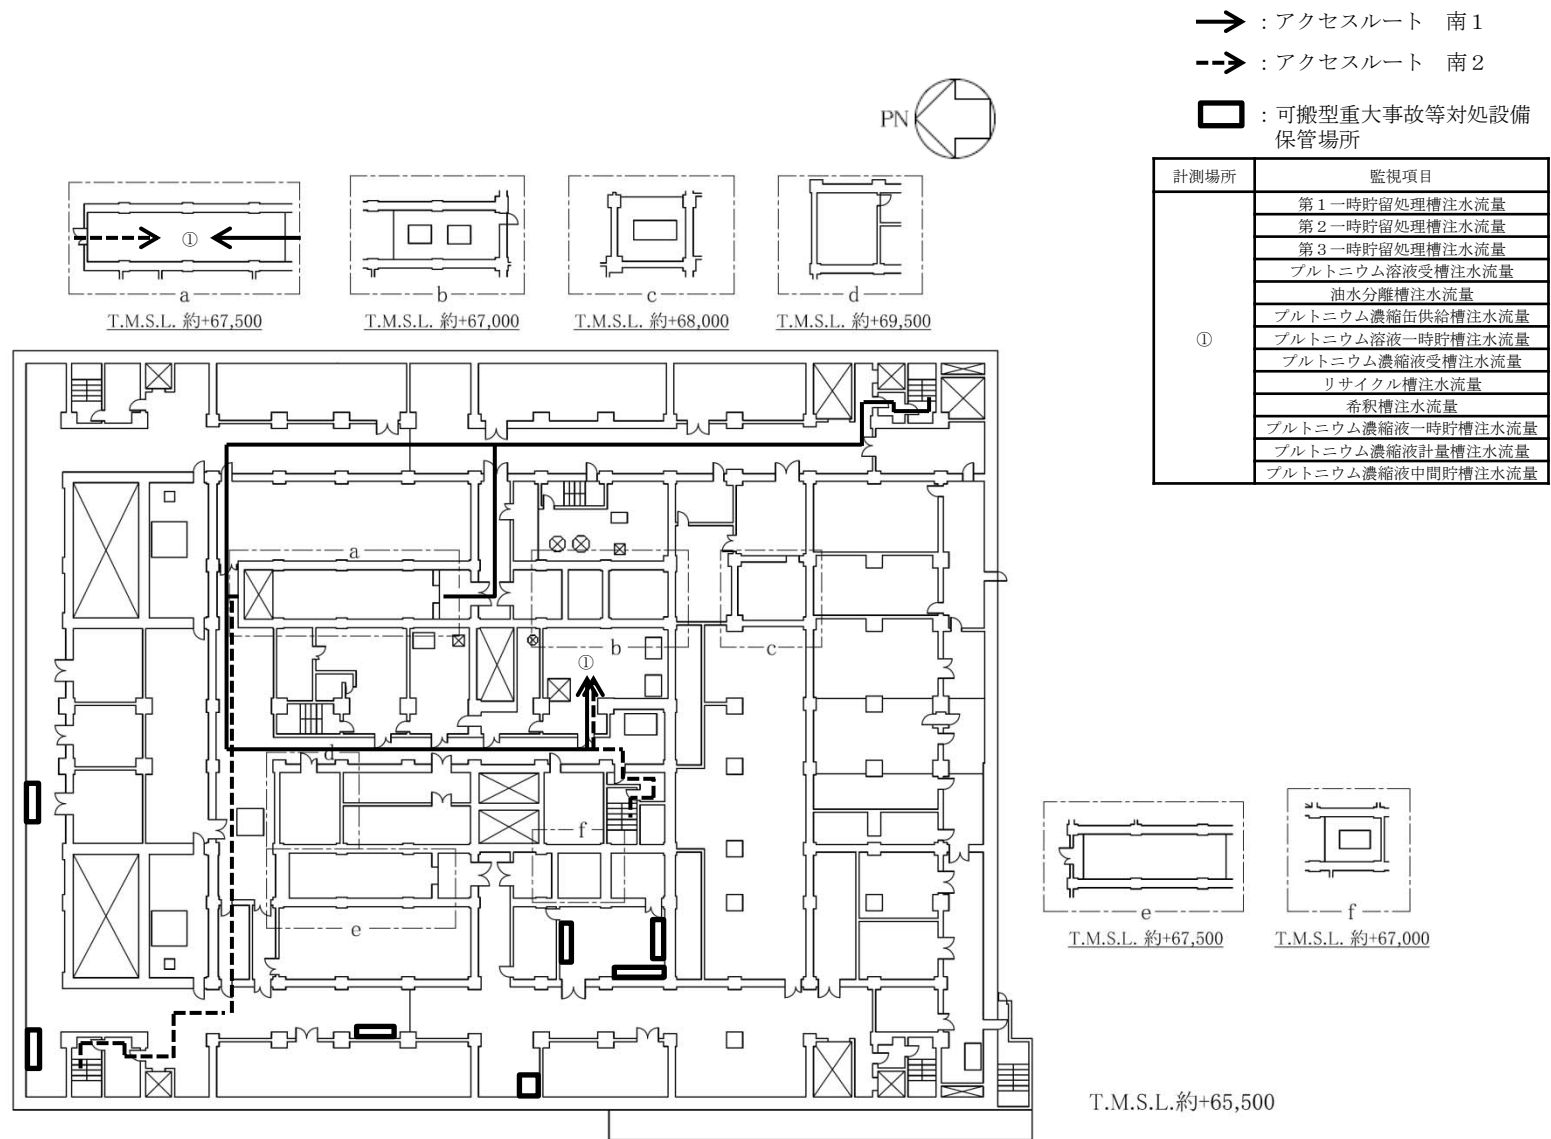 ：アクセスルート　南１
：アクセスルート　南２
：可搬型重大事故等対処設備
保管場所
PN
計測場所 監視項目
① 第１一時貯留処理槽注水流量
第２一時貯留処理槽注水流量
第３一時貯留処理槽注水流量
プルトニウム溶液受槽注水流量
油水分離槽注水流量
プルトニウム濃縮缶供給槽注水流量
プルトニウム溶液一時貯槽注水流量
プルトニウム濃縮液受槽注水流量
リサイクル槽注水流量
希釈槽注水流量
プルトニウム濃縮液一時貯槽注水流量
プルトニウム濃縮液計量槽注水流量
プルトニウム濃縮液中間貯槽注水流量
①
a
T.M.S.L. 約+67,500
b
T.M.S.L. 約+67,000
c
T.M.S.L. 約+68,000
d
T.M.S.L. 約+69,500
a
b
c
①
d
f
e
e
T.M.S.L. 約+67,500
f
T.M.S.L. 約+67,000
T.M.S.L.約+65,500